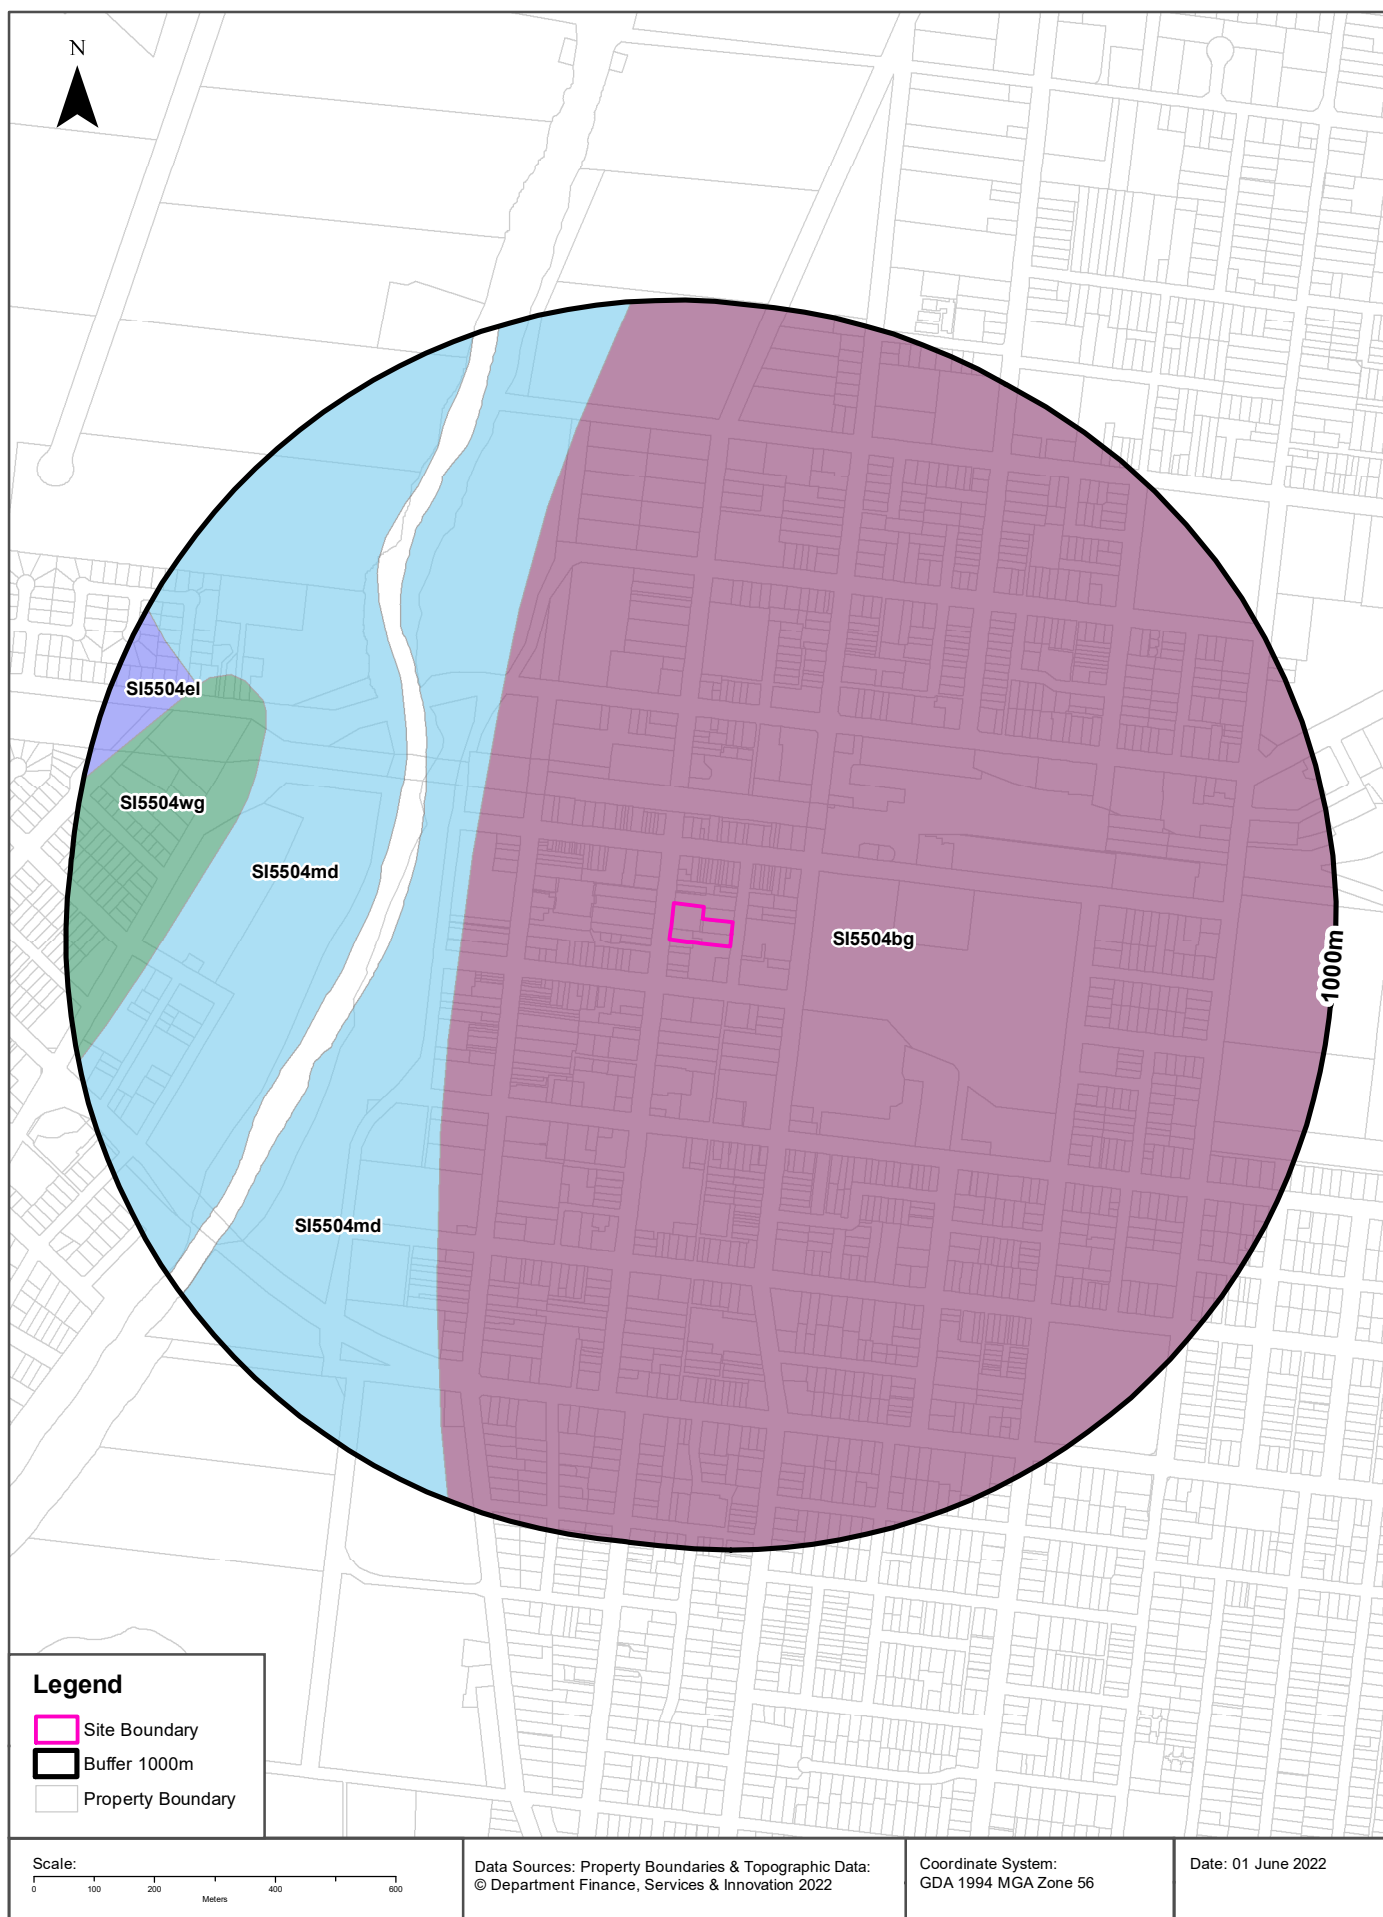 N
SI5504el
SI5504wg
SI5504md
SI5504bg
1000m
SI5504md
Legend
Site Boundary
Buffer 1000m
Property Boundary
Scale:
0 100 200 400 600
Meters
Data Sources: Property Boundaries & Topographic Data:
© Department Finance, Services & Innovation 2022
Coordinate System:
GDA 1994 MGA Zone 56
Date: 01 June 2022